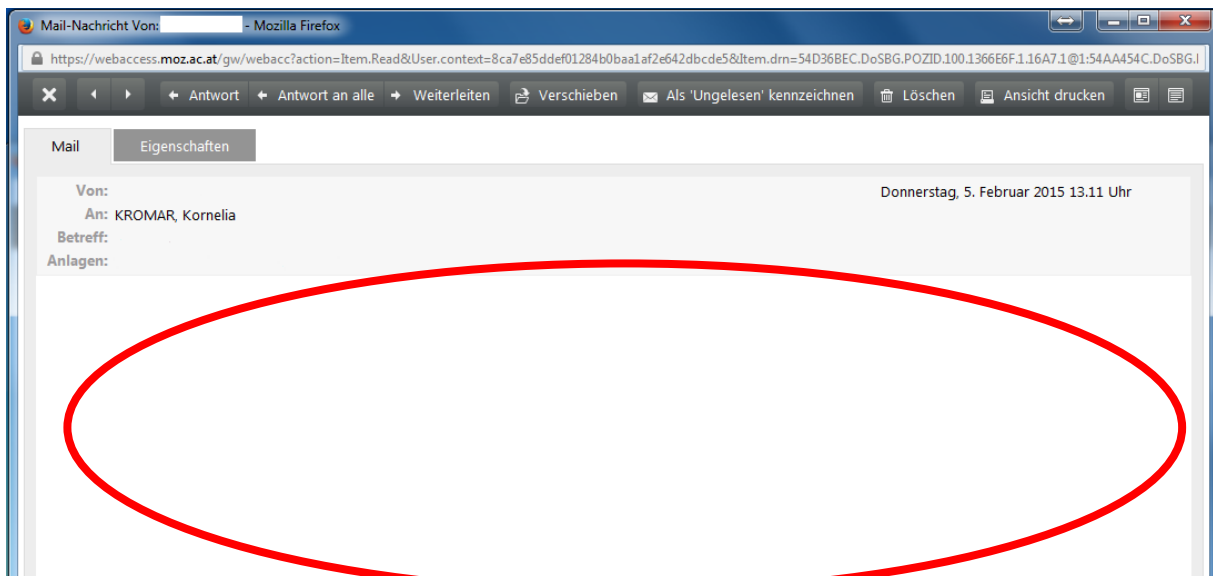 Mail-Nachricht Von: - Mozilla Firefox
https://webaccess.moz.ac.at/gw/webacc?action=Item.Read&User.context=8ca7e85ddef01284b0baa1af2e642dbcde5&Item.drn=54D36BEC.DoSBG.POZID.100.1366E6F.1.16A7.1@1:54AA454C.DoSBG.I
Antwort Antwort an alle Weiterleiten Verschieben Als 'Ungelesen' kennzeichnen Löschen Ansicht drucken
Mail Eigenschaften
Von: Donnerstag, 5. Februar 2015 13.11 Uhr
An: KROMAR, Kornelia
Betreff:
Anlagen: